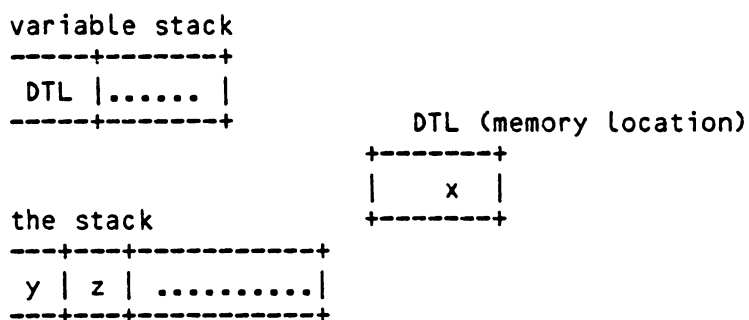 variable stack
-----+-------+
DTL |...... |
-----+-------+
DTL (memory location)
+-------+
| x |
+-------+
the stack
---+---+-----------+
y | z | ..........|
---+---+-----------+